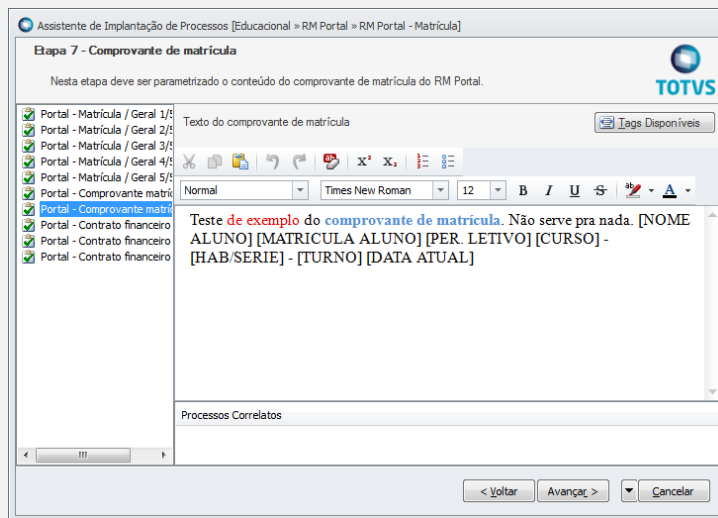 Assistente de Implantação de Processos [Educacional » RM Portal » RM Portal - Matrícula]
Etapa 7 - Comprovante de matrícula
Nesta etapa deve ser parametrizado o conteúdo do comprovante de matrícula do RM Portal.
TOTVS
Portal - Matrícula / Geral 1/5
Portal - Matrícula / Geral 2/5
Portal - Matrícula / Geral 3/5
Portal - Matrícula / Geral 4/5
Portal - Matrícula / Geral 5/5
Portal - Comprovante matríc
Portal - Comprovante matríc
Portal - Contrato financeiro
Portal - Contrato financeiro
Portal - Contrato financeiro
Texto do comprovante de matrícula
Tags Disponíveis
Normal
Times New Roman
12
B I U S ab A
Teste de exemplo do comprovante de matrícula. Não serve pra nada. [NOME
ALUNO] [MATRICULA ALUNO] [PER. LETIVO] [CURSO] -
[HAB/SERIE] - [TURNO] [DATA ATUAL]
Processos Correlatos
< Voltar
Avançar >
Cancelar